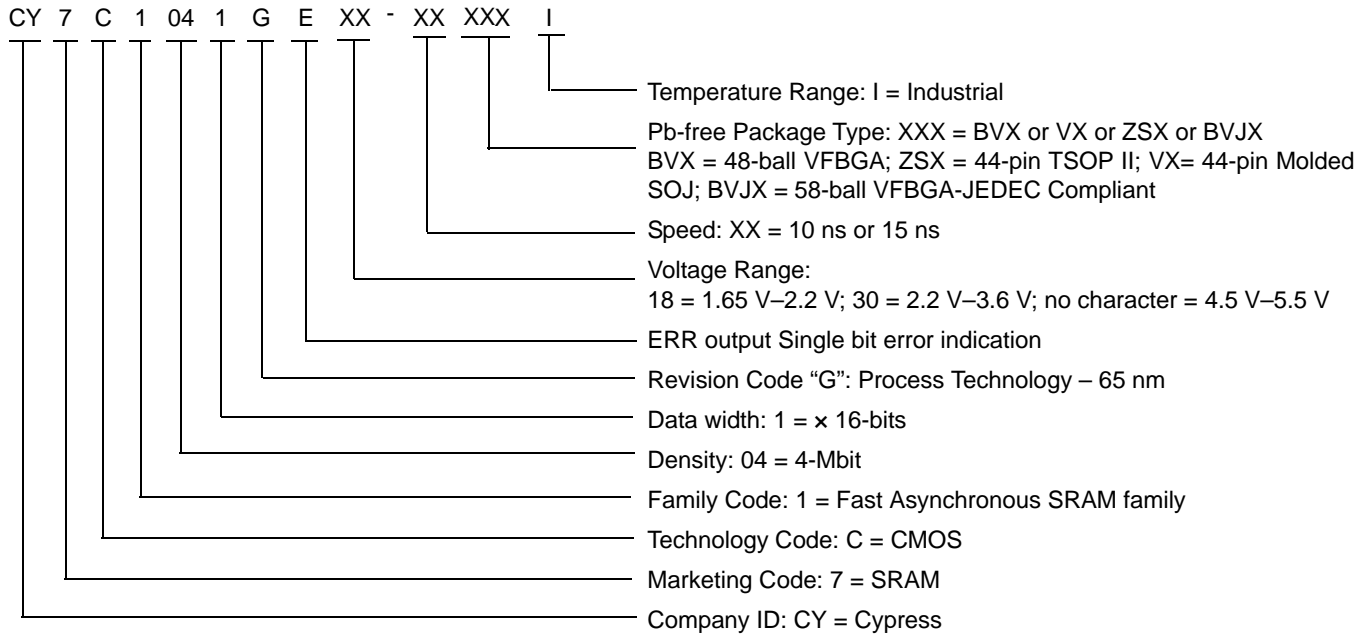 CY 7 C 1 04 1 G E XX - XX XXX I
Temperature Range: I = Industrial
Pb-free Package Type: XXX = BVX or VX or ZSX or BVJX
BVX = 48-ball VFBGA; ZSX = 44-pin TSOP II; VX= 44-pin Molded
SOJ; BVJX = 58-ball VFBGA-JEDEC Compliant
Speed: XX = 10 ns or 15 ns
Voltage Range:
18 = 1.65 V–2.2 V; 30 = 2.2 V–3.6 V; no character = 4.5 V–5.5 V
ERR output Single bit error indication
Revision Code “G”: Process Technology – 65 nm
Data width: 1 = × 16-bits
Density: 04 = 4-Mbit
Family Code: 1 = Fast Asynchronous SRAM family
Technology Code: C = CMOS
Marketing Code: 7 = SRAM
Company ID: CY = Cypress